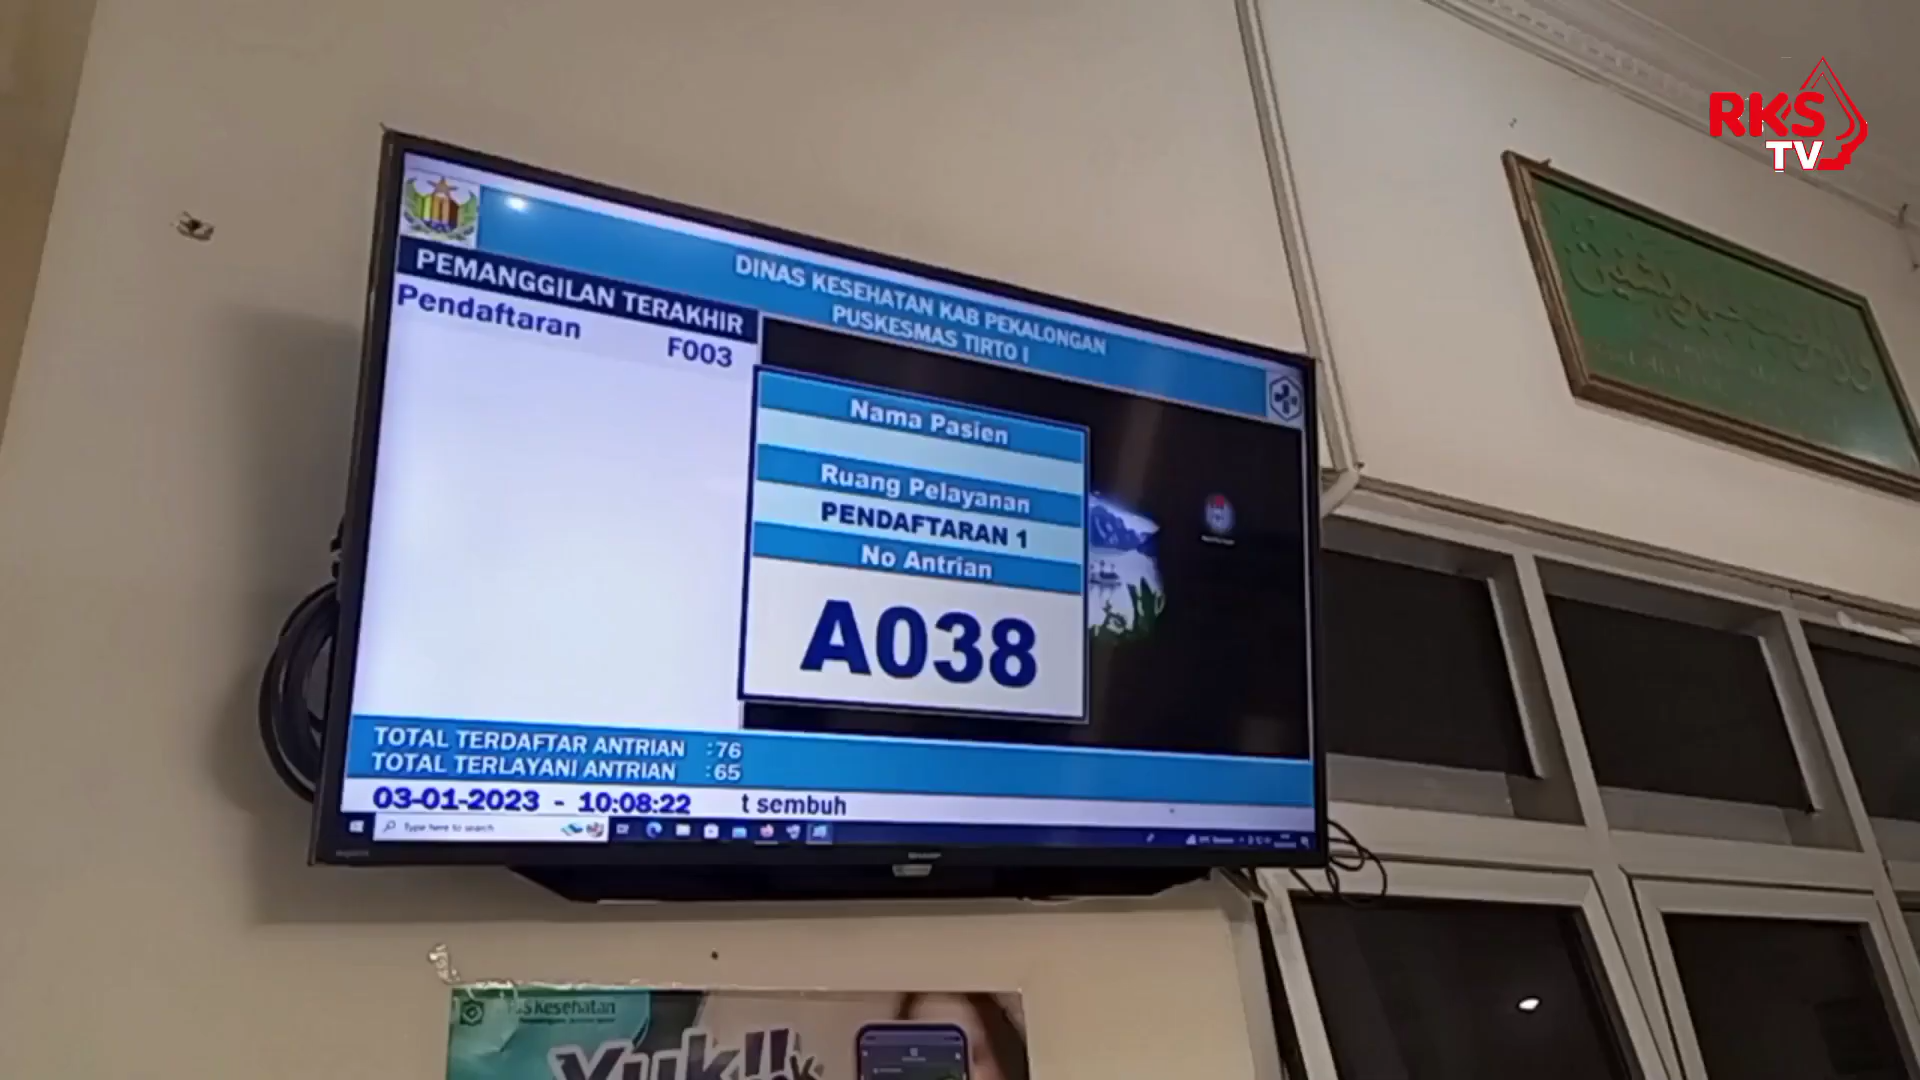 RKS
TV
DINAS KESEHATAN KAB PEKALONGAN
PUSKESMAS TIRTO I
PEMANGGILAN TERAKHIR
Pendaftaran
F003
Nama Pasien
Ruang Pelayanan
PENDAFTARAN 1
No Antrian
A038
TOTAL TERDAFTAR ANTRIAN :76
TOTAL TERLAYANI ANTRIAN :65
03-01-2023 - 10:08:22 t sembuh
Type here to search
Kesehatan
Yuk!!